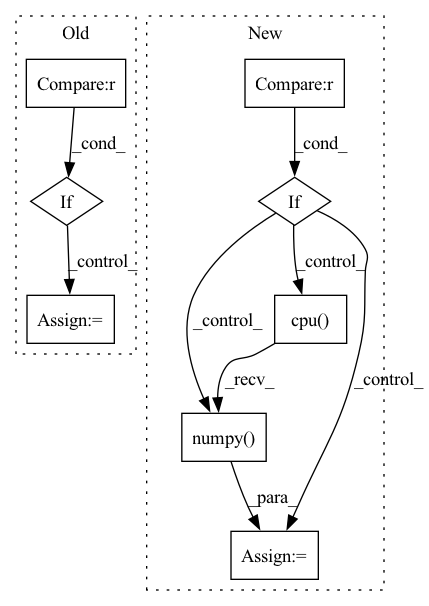 Old
New
Compare:r
Compare:r
_cond_
_cond_
If
If
_control_
_control_
Assign:=
cpu()
_control_
_recv_
_control_
numpy()
_para_
Assign:=